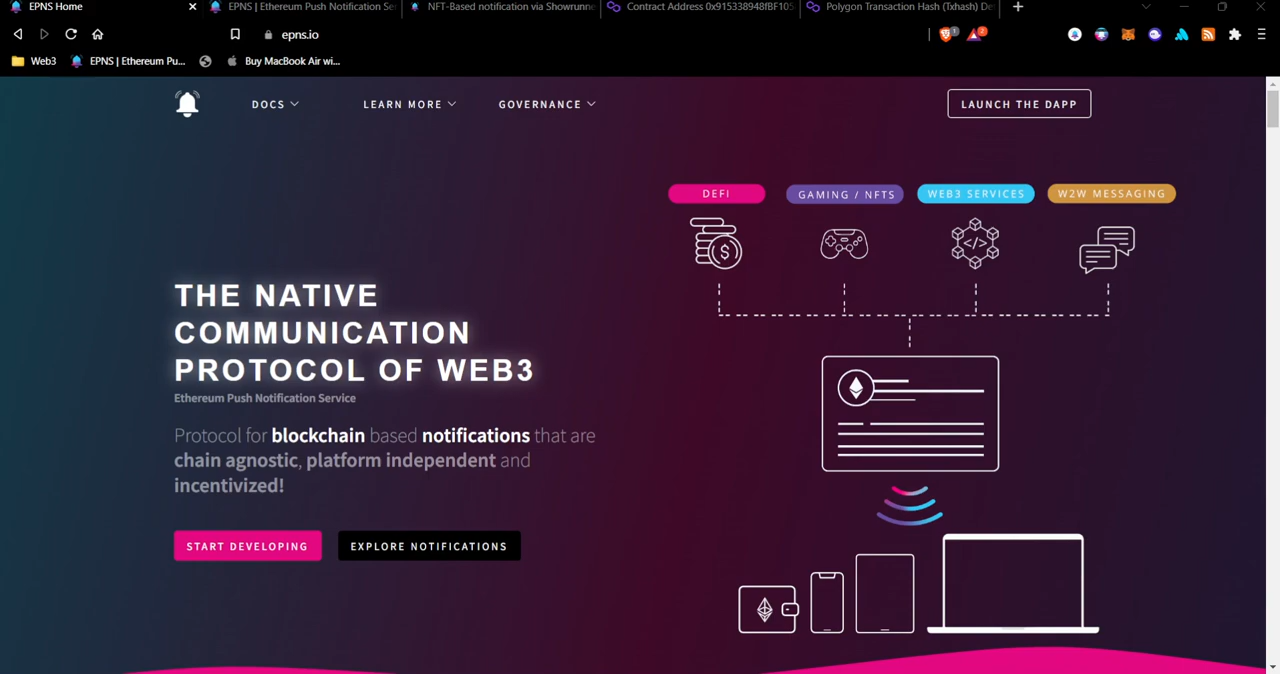 EPNS Home
EPNS | Ethereum Push Notification Se
NFT-Based notification via Showrunne
Contract Address 0x915338948fBF105
Polygon Transaction Hash (Txhash) De
epns.io
1
2
Web3
EPNS | Ethereum Pu...
Buy MacBook Air wi...
DOCS
LEARN MORE
GOVERNANCE
LAUNCH THE DAPP
DEFI
GAMING / NFTS
WEB3 SERVICES
W2W MESSAGING
$
</>
THE NATIVE
COMMUNICATION
PROTOCOL OF WEB3
Ethereum Push Notification Service
Protocol for blockchain based notifications that are
chain agnostic, platform independent and
incentivized!
START DEVELOPING
EXPLORE NOTIFICATIONS